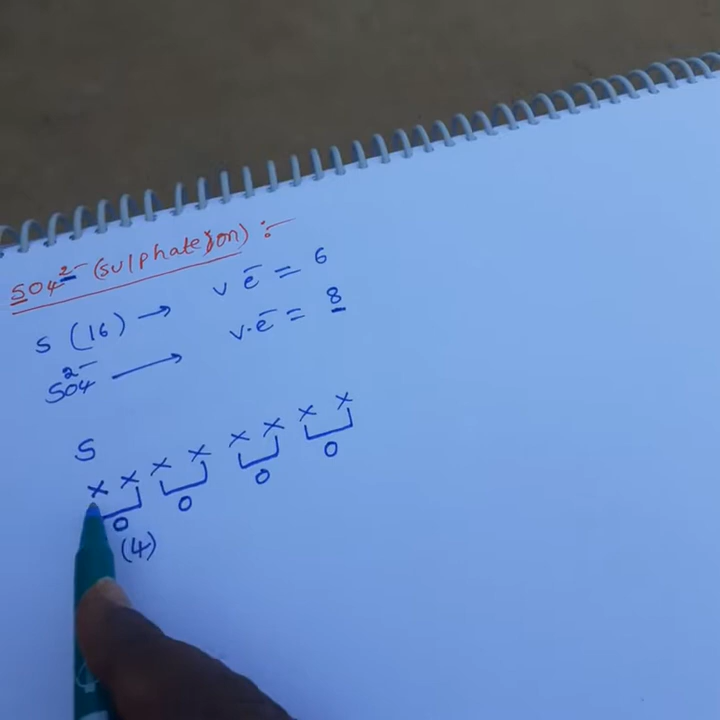 SO4²⁻ (sulphate ion) :-
S (16) → v e⁻ = 6
SO4²⁻ → v.e⁻ = 8
S
x x x x x x x x
O O O O
(4)